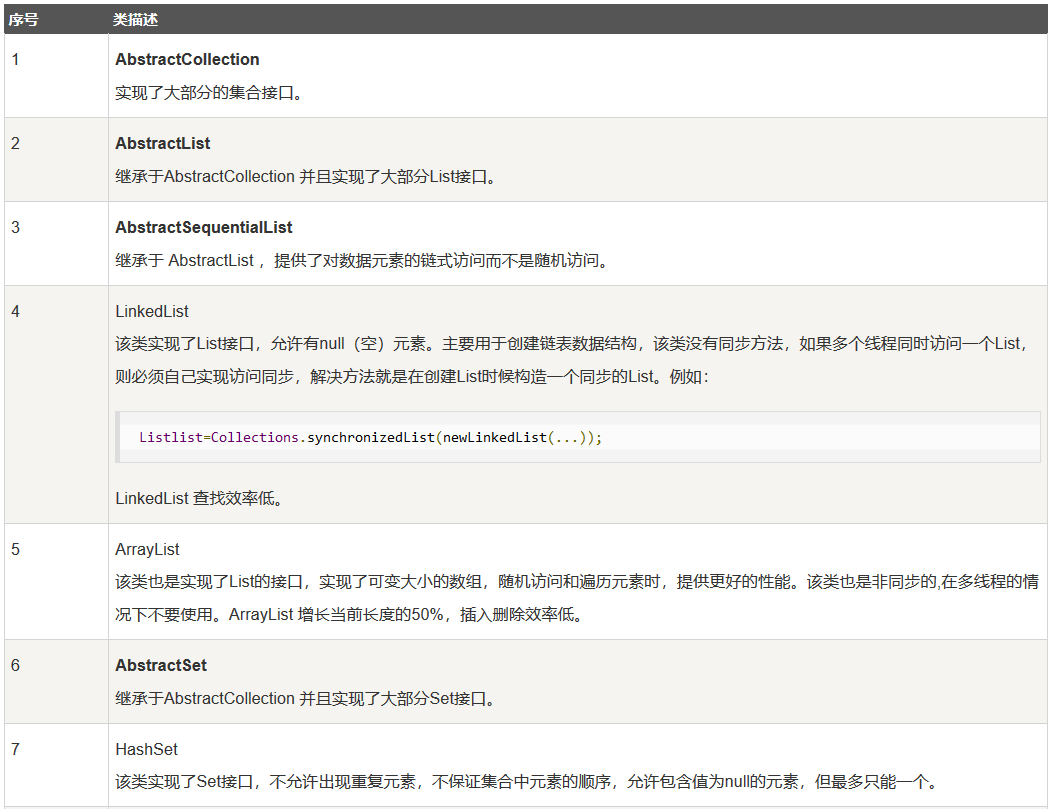 序号 类描述
1 AbstractCollection
实现了大部分的集合接口。
2 AbstractList
继承于AbstractCollection 并且实现了大部分List接口。
3 AbstractSequentialList
继承于 AbstractList ，提供了对数据元素的链式访问而不是随机访问。
4 LinkedList
该类实现了List接口，允许有null（空）元素。主要用于创建链表数据结构，该类没有同步方法，如果多个线程同时访问一个List，
则必须自己实现访问同步，解决方法就是在创建List时候构造一个同步的List。例如：
Listlist=Collections.synchronizedList(newLinkedList(...));
LinkedList 查找效率低。
5 ArrayList
该类也是实现了List的接口，实现了可变大小的数组，随机访问和遍历元素时，提供更好的性能。该类也是非同步的,在多线程的情
况下不要使用。ArrayList 增长当前长度的50%，插入删除效率低。
6 AbstractSet
继承于AbstractCollection 并且实现了大部分Set接口。
7 HashSet
该类实现了Set接口，不允许出现重复元素，不保证集合中元素的顺序，允许包含值为null的元素，但最多只能一个。